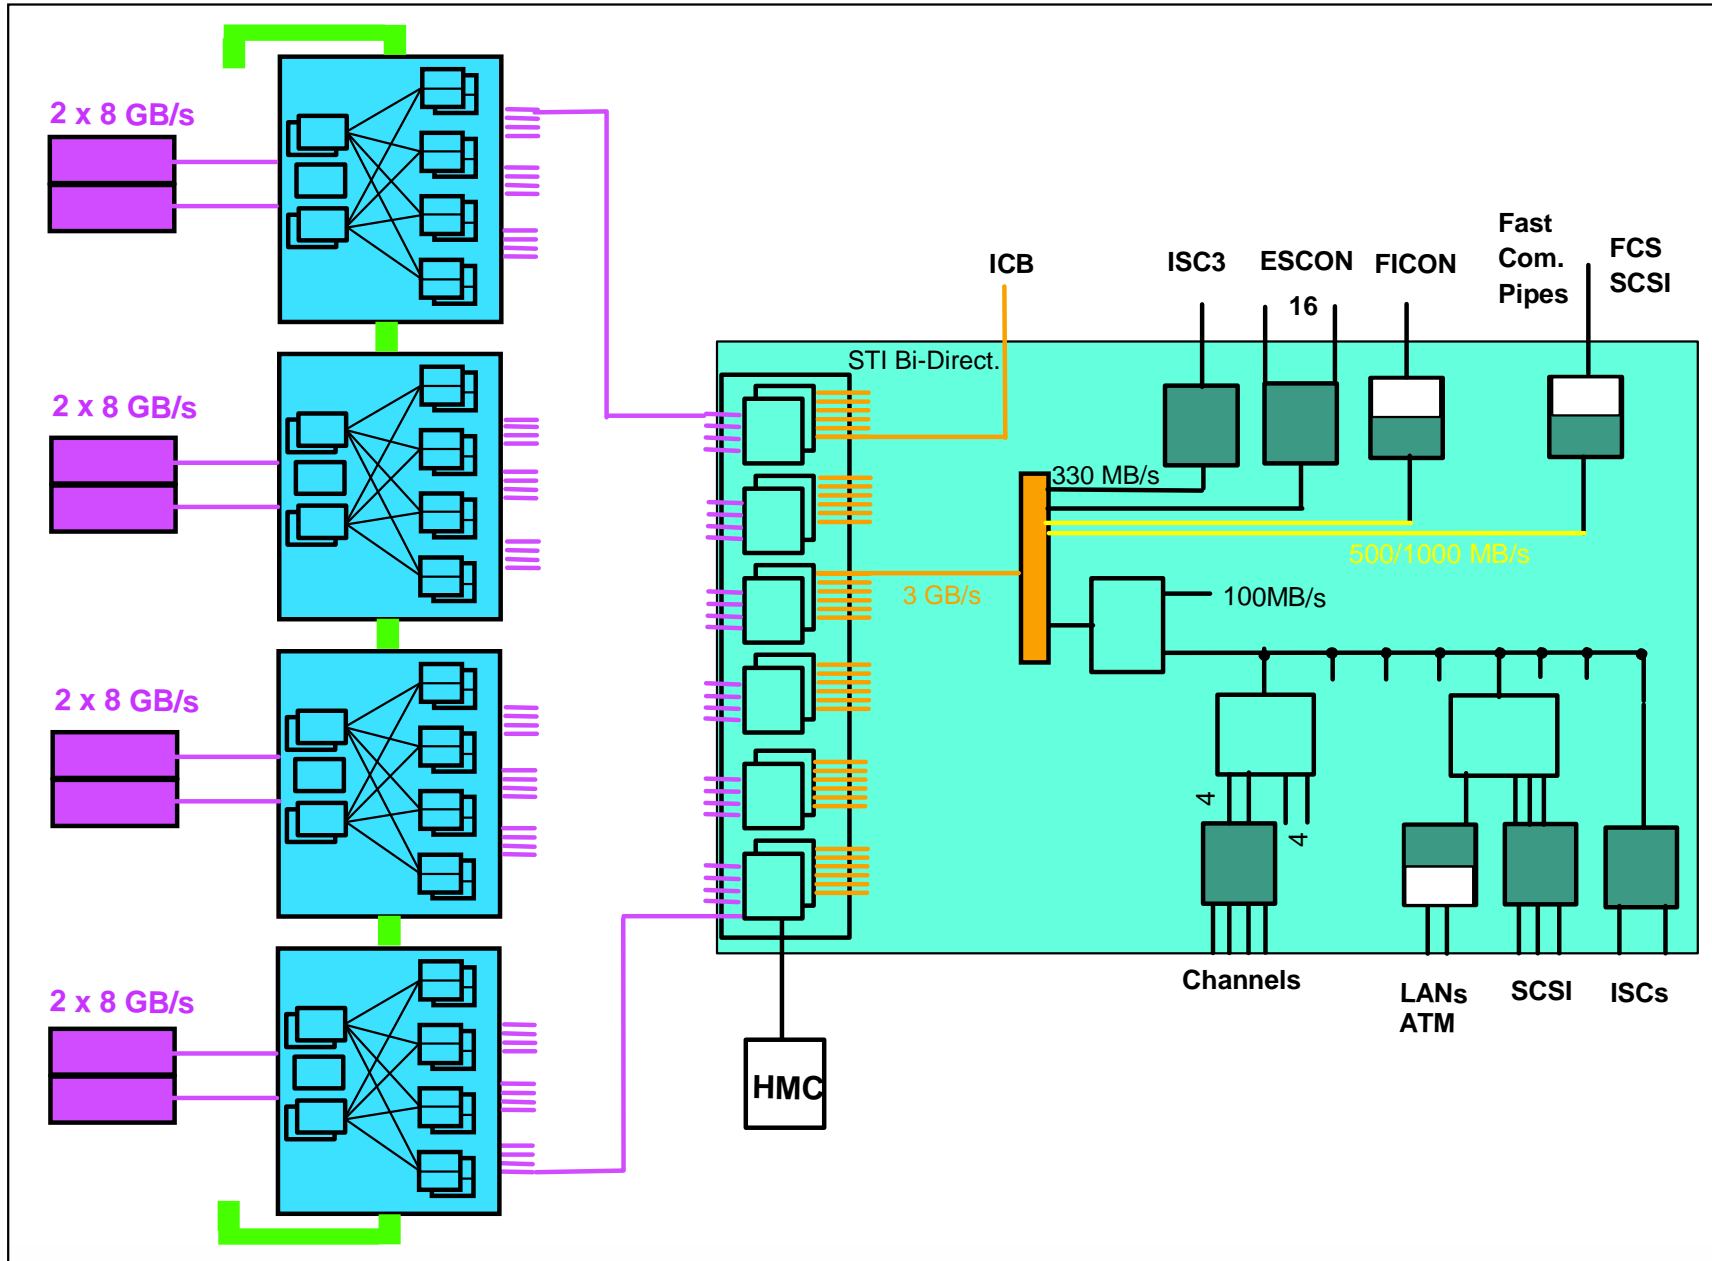 2 x 8 GB/s
2 x 8 GB/s
2 x 8 GB/s
2 x 8 GB/s
ICB
ISC3
ESCON
16
FICON
Fast
Com.
Pipes
FCS
SCSI
STI Bi-Direct.
330 MB/s
500/1000 MB/s
3 GB/s
100MB/s
4
4
Channels
LANs
ATM
SCSI
ISCs
HMC